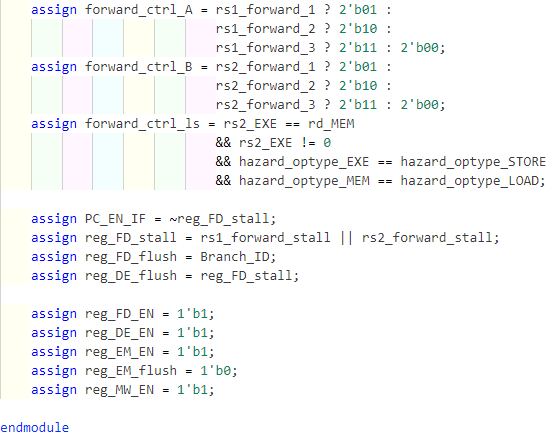 assign forward_ctrl_A = rs1_forward_1 ? 2'b01 :
rs1_forward_2 ? 2'b10 :
rs1_forward_3 ? 2'b11 : 2'b00;
assign forward_ctrl_B = rs2_forward_1 ? 2'b01 :
rs2_forward_2 ? 2'b10 :
rs2_forward_3 ? 2'b11 : 2'b00;
assign forward_ctrl_ls = rs2_EXE == rd_MEM
&& rs2_EXE != 0
&& hazard_optype_EXE == hazard_optype_STORE
&& hazard_optype_MEM == hazard_optype_LOAD;
assign PC_EN_IF = ~reg_FD_stall;
assign reg_FD_stall = rs1_forward_stall || rs2_forward_stall;
assign reg_FD_flush = Branch_ID;
assign reg_DE_flush = reg_FD_stall;
assign reg_FD_EN = 1'b1;
assign reg_DE_EN = 1'b1;
assign reg_EM_EN = 1'b1;
assign reg_EM_flush = 1'b0;
assign reg_MW_EN = 1'b1;
endmodule